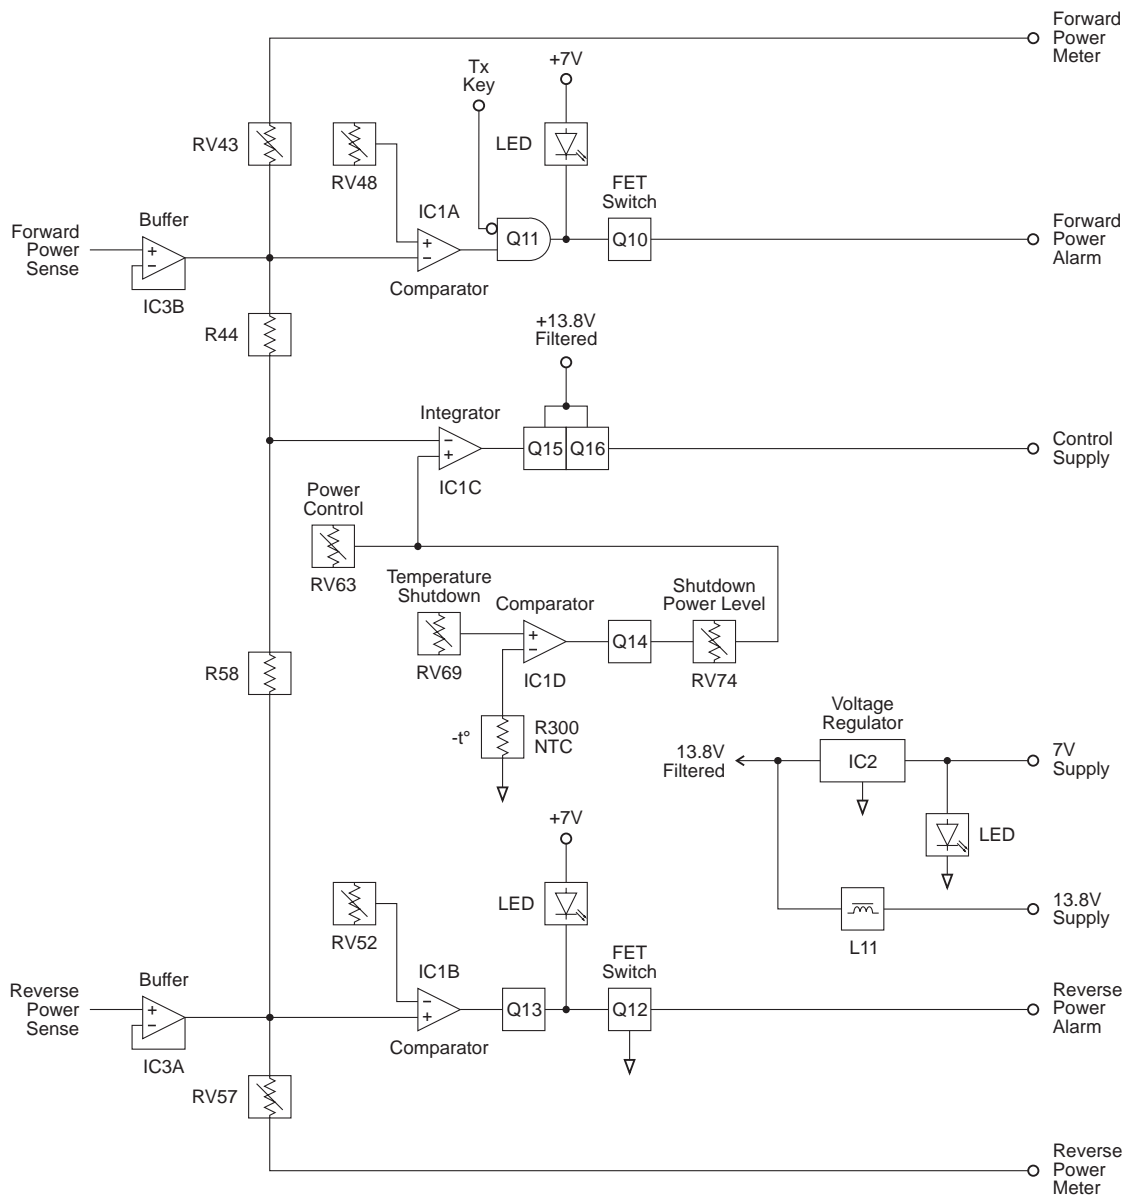 Forward
Power
Meter
+7V
Tx
Key
LED
RV43
RV48
FET
Switch
IC1A
Buffer
Forward
Power
Sense
+
−
IC3B
+
−
Comparator
Q11
Q10
Forward
Power
Alarm
R44
+13.8V
Filtered
Integrator
−
+
IC1C
Q15
Q16
Control
Supply
Power
Control
RV63
Temperature
Shutdown
RV69
Comparator
+
−
IC1D
Q14
Shutdown
Power Level
RV74
R58
-t°
R300
NTC
Voltage
Regulator
13.8V
Filtered
IC2
7V
Supply
LED
+7V
LED
RV52
13.8V
Supply
L11
FET
Switch
IC1B
Buffer
Reverse
Power
Sense
+
−
IC3A
−
+
Comparator
Q13
Q12
Reverse
Power
Alarm
RV57
Reverse
Power
Meter